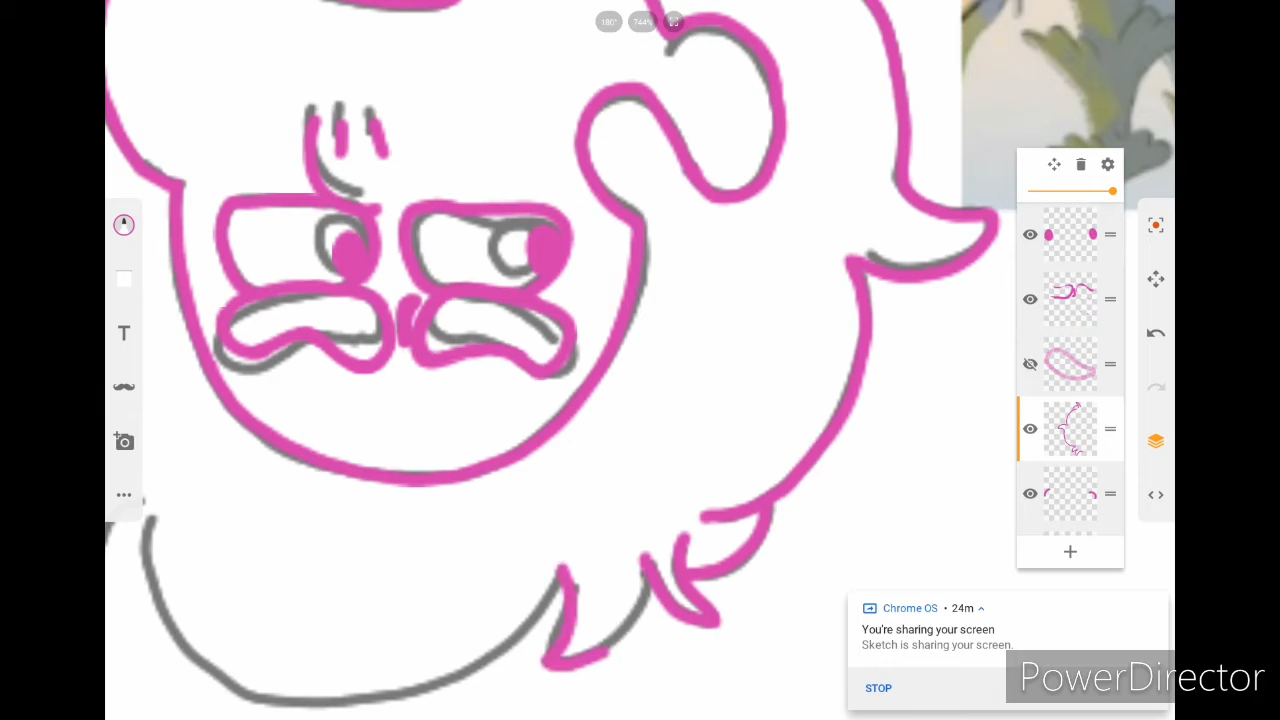 180° 744%
T
Chrome OS • 24m
You're sharing your screen
Sketch is sharing your screen.
STOP
PowerDirector